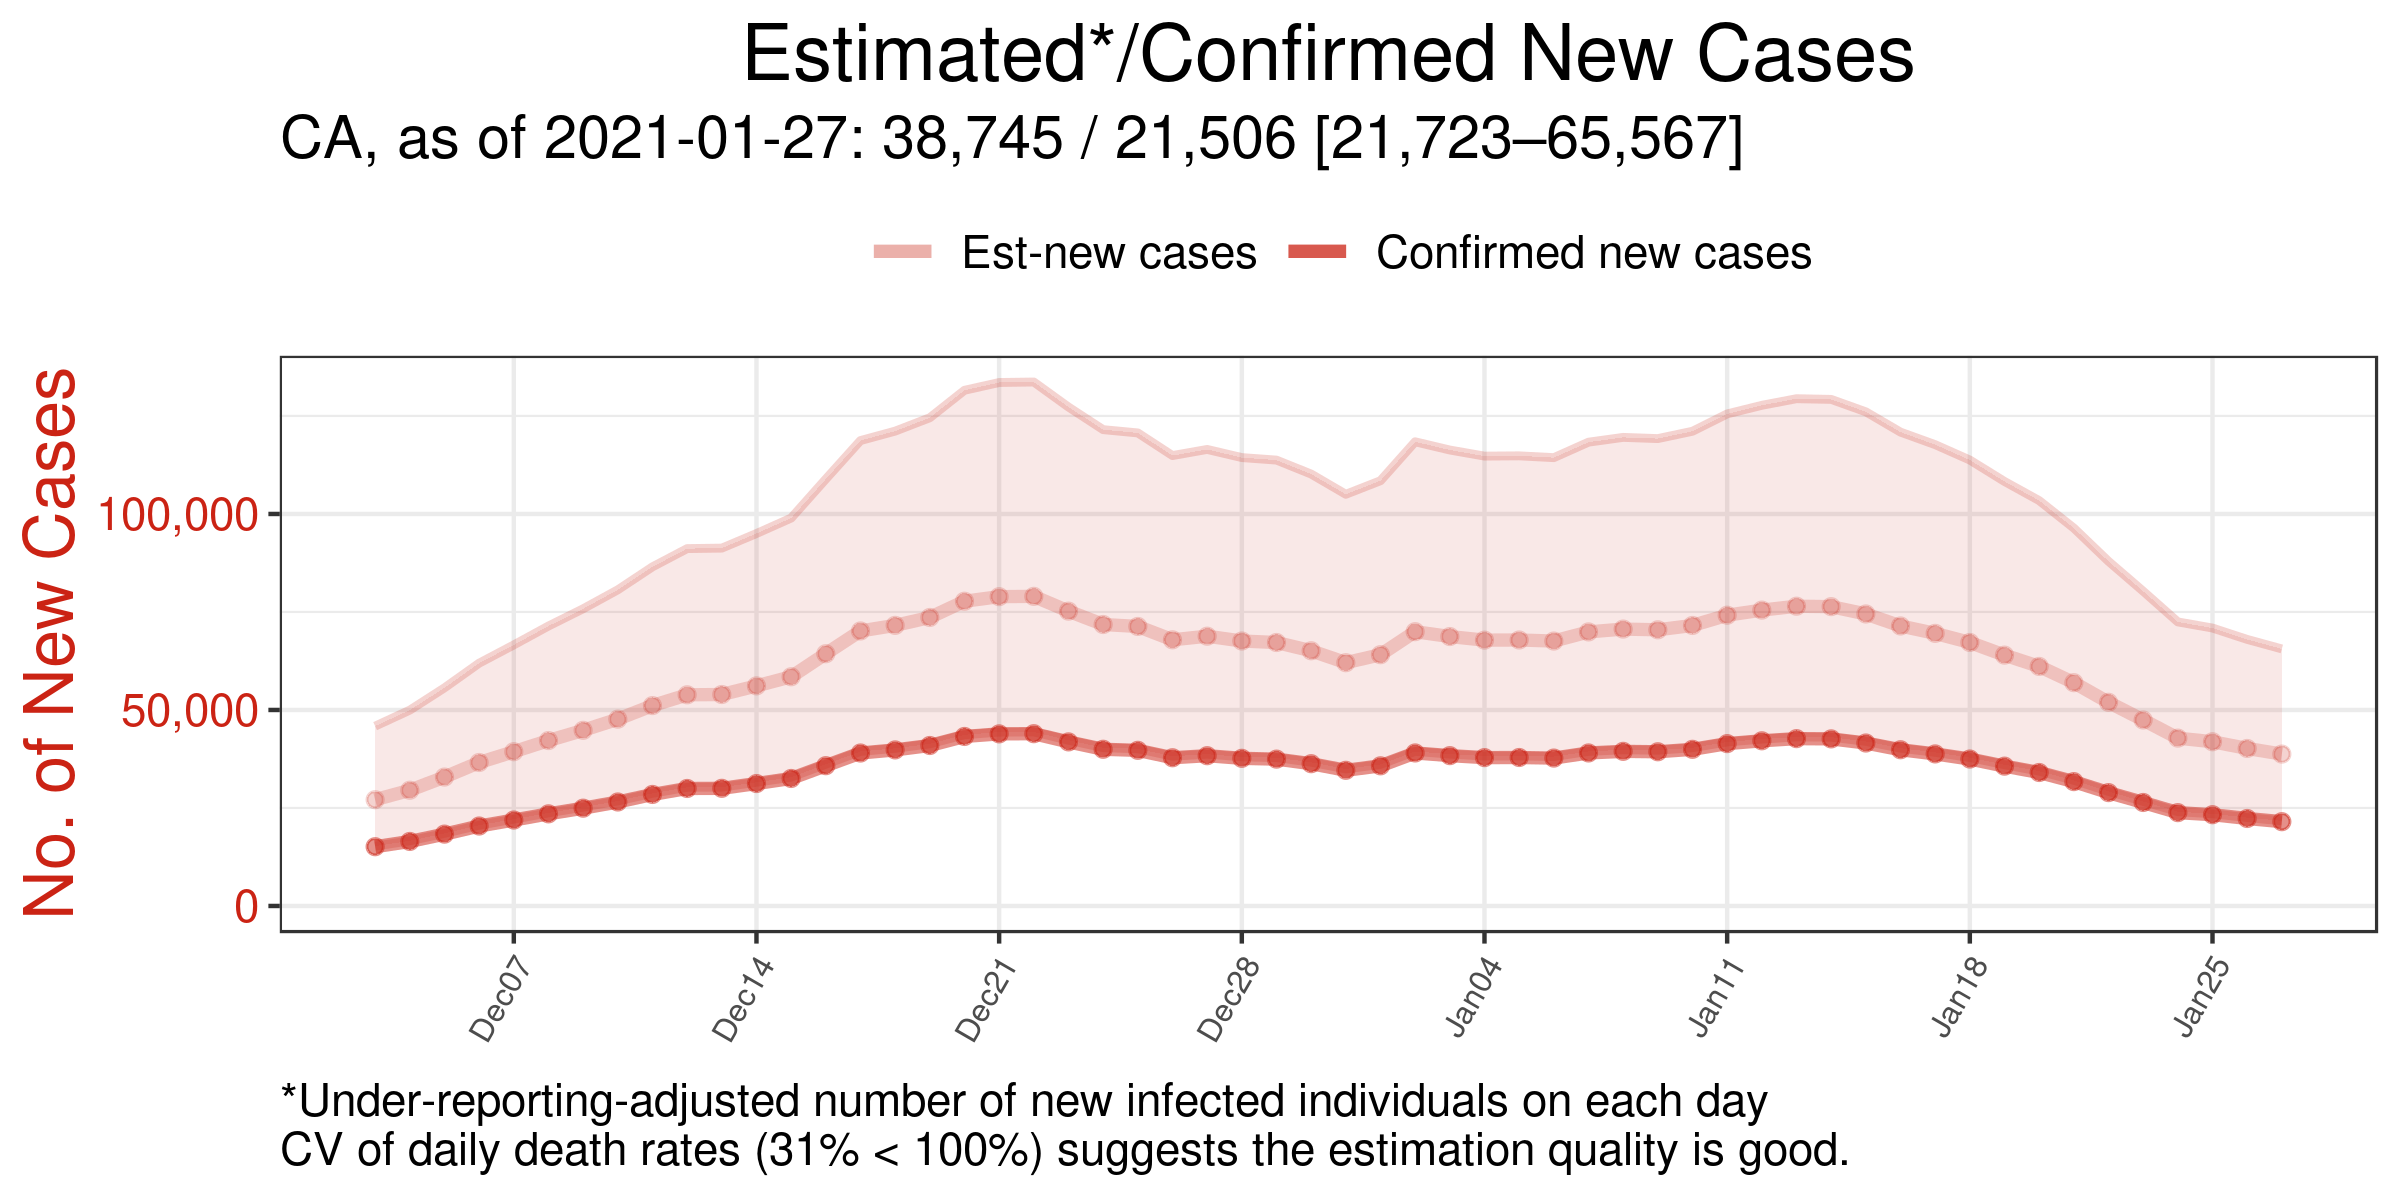 Estimated*/Confirmed New Cases
CA, as of 2021-01-27: 38,745 / 21,506 [21,723–65,567]
Est-new cases Confirmed new cases
No. of New Cases
100,000
50,000
0
Dec07 Dec14 Dec21 Dec28 Jan04 Jan11 Jan18 Jan25
*Under-reporting-adjusted number of new infected individuals on each day
CV of daily death rates (31% < 100%) suggests the estimation quality is good.